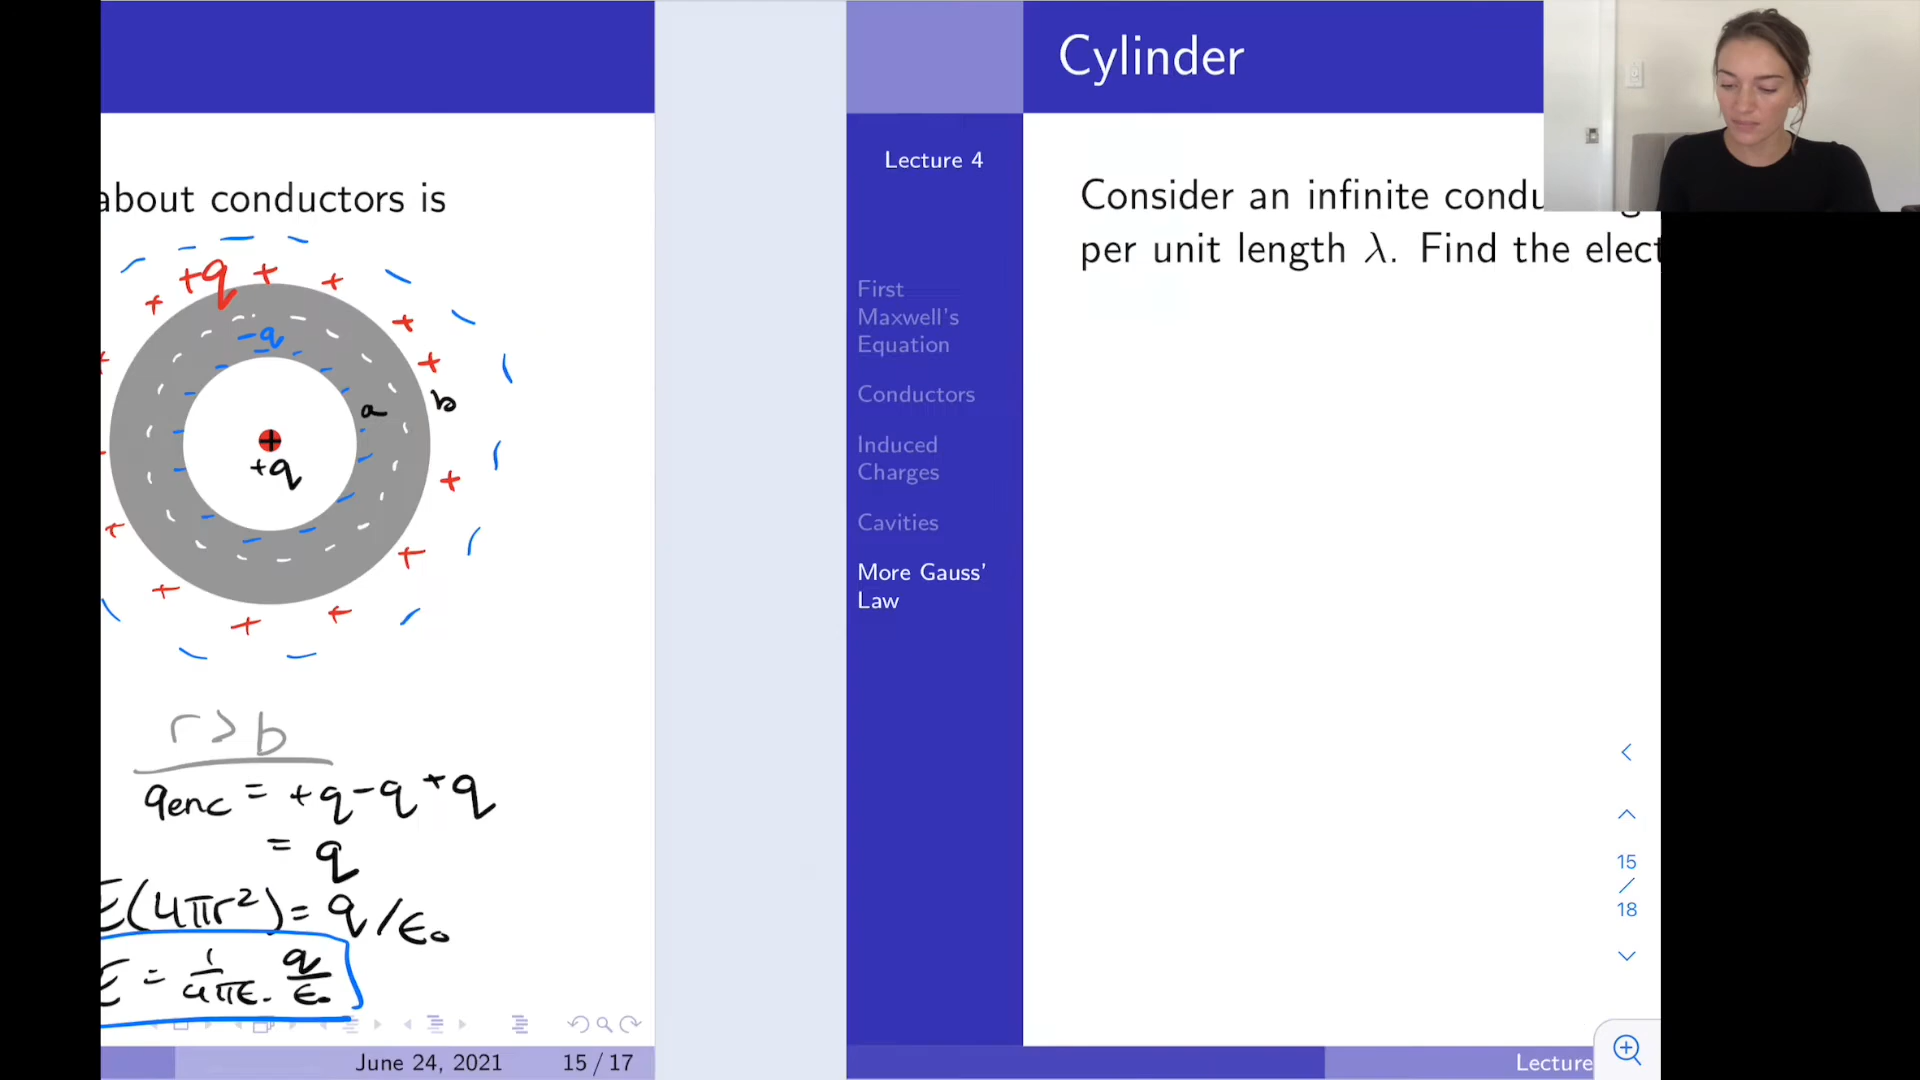 about conductors is
+q
-q
a
b
+q
r > b
qenc = +q - q + q
= q
E(4πr²) = q/ε₀
E = 1/4πε₀ q/ε₀
June 24, 2021 15 / 17
Cylinder
Lecture 4
First
Maxwell's
Equation
Conductors
Induced
Charges
Cavities
More Gauss'
Law
Consider an infinite condu
per unit length λ. Find the elect
15
/
18
Lecture